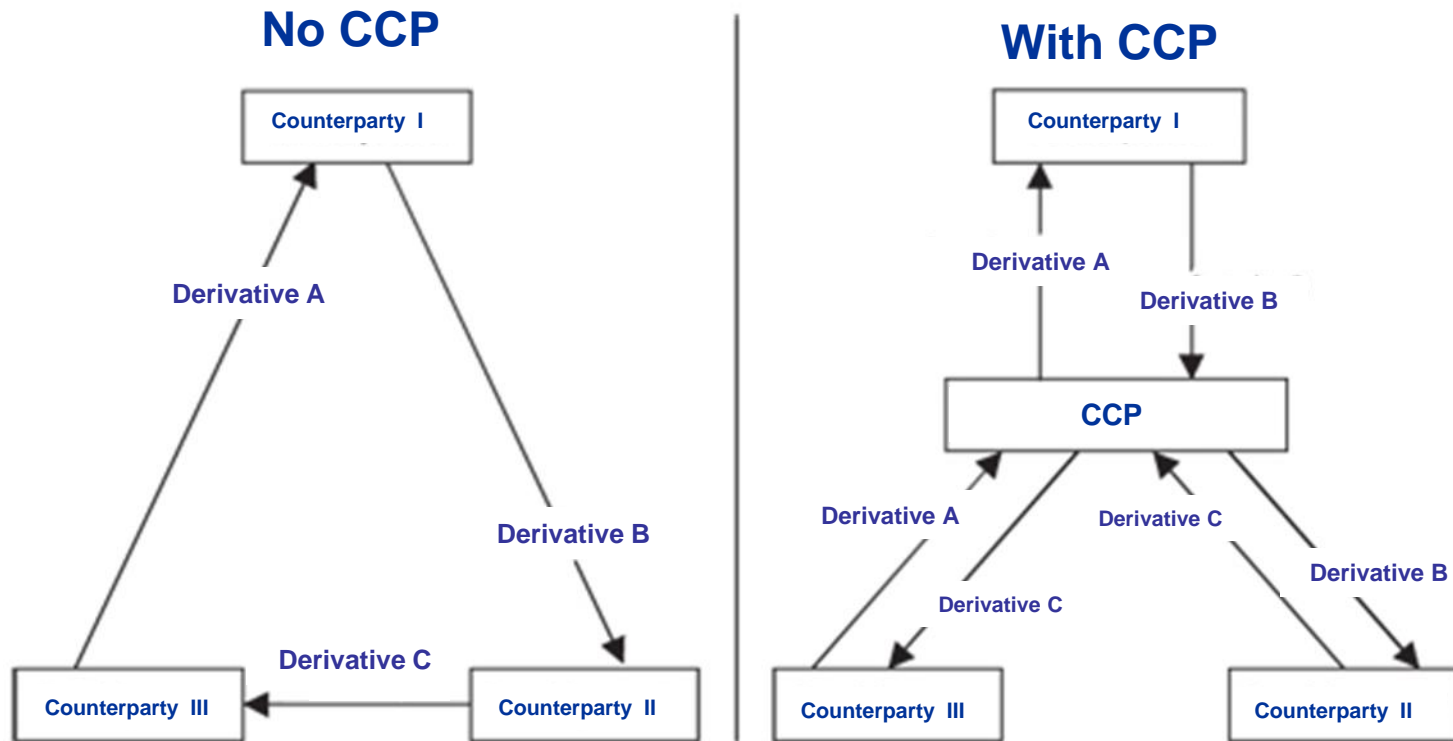 No CCP
Counterparty I
Derivative A
Derivative B
Derivative C
Counterparty III
Counterparty II
With CCP
Counterparty I
Derivative A
Derivative B
CCP
Derivative A
Derivative C
Derivative B
Derivative C
Counterparty III
Counterparty II